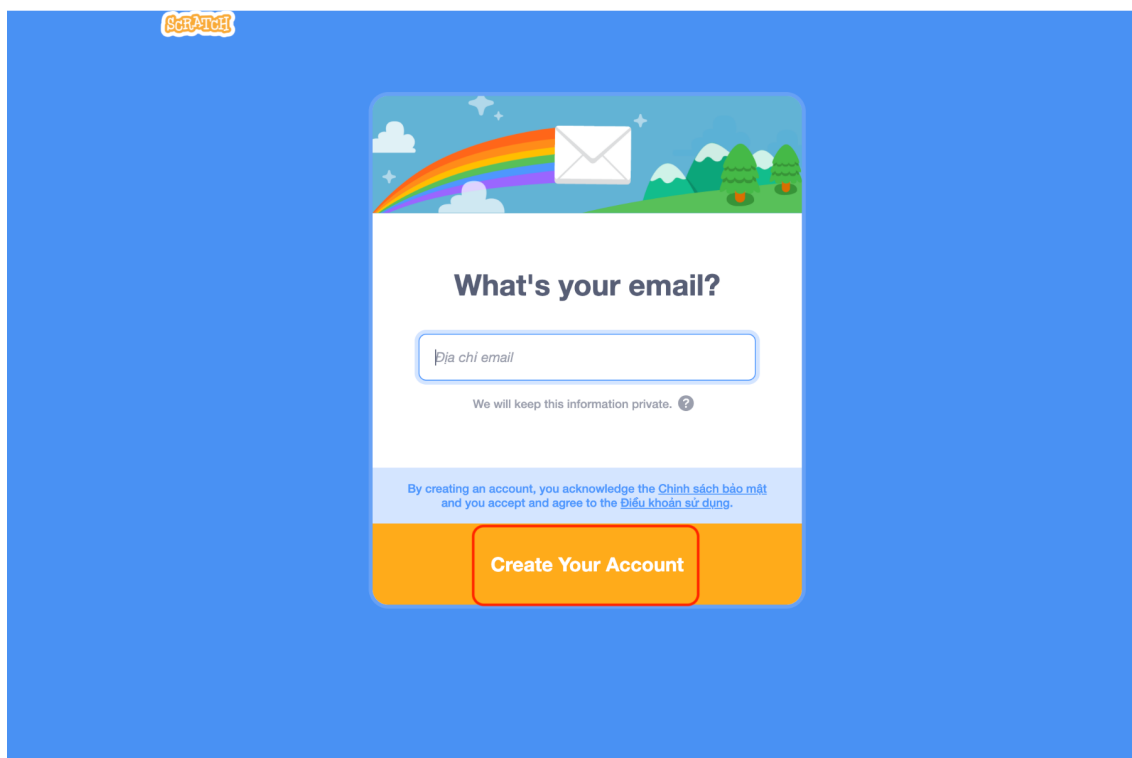 SCRATCH
What's your email?
Địa chỉ email
We will keep this information private. ?
By creating an account, you acknowledge the Chính sách bảo mật
and you accept and agree to the Điều khoản sử dụng.
Create Your Account